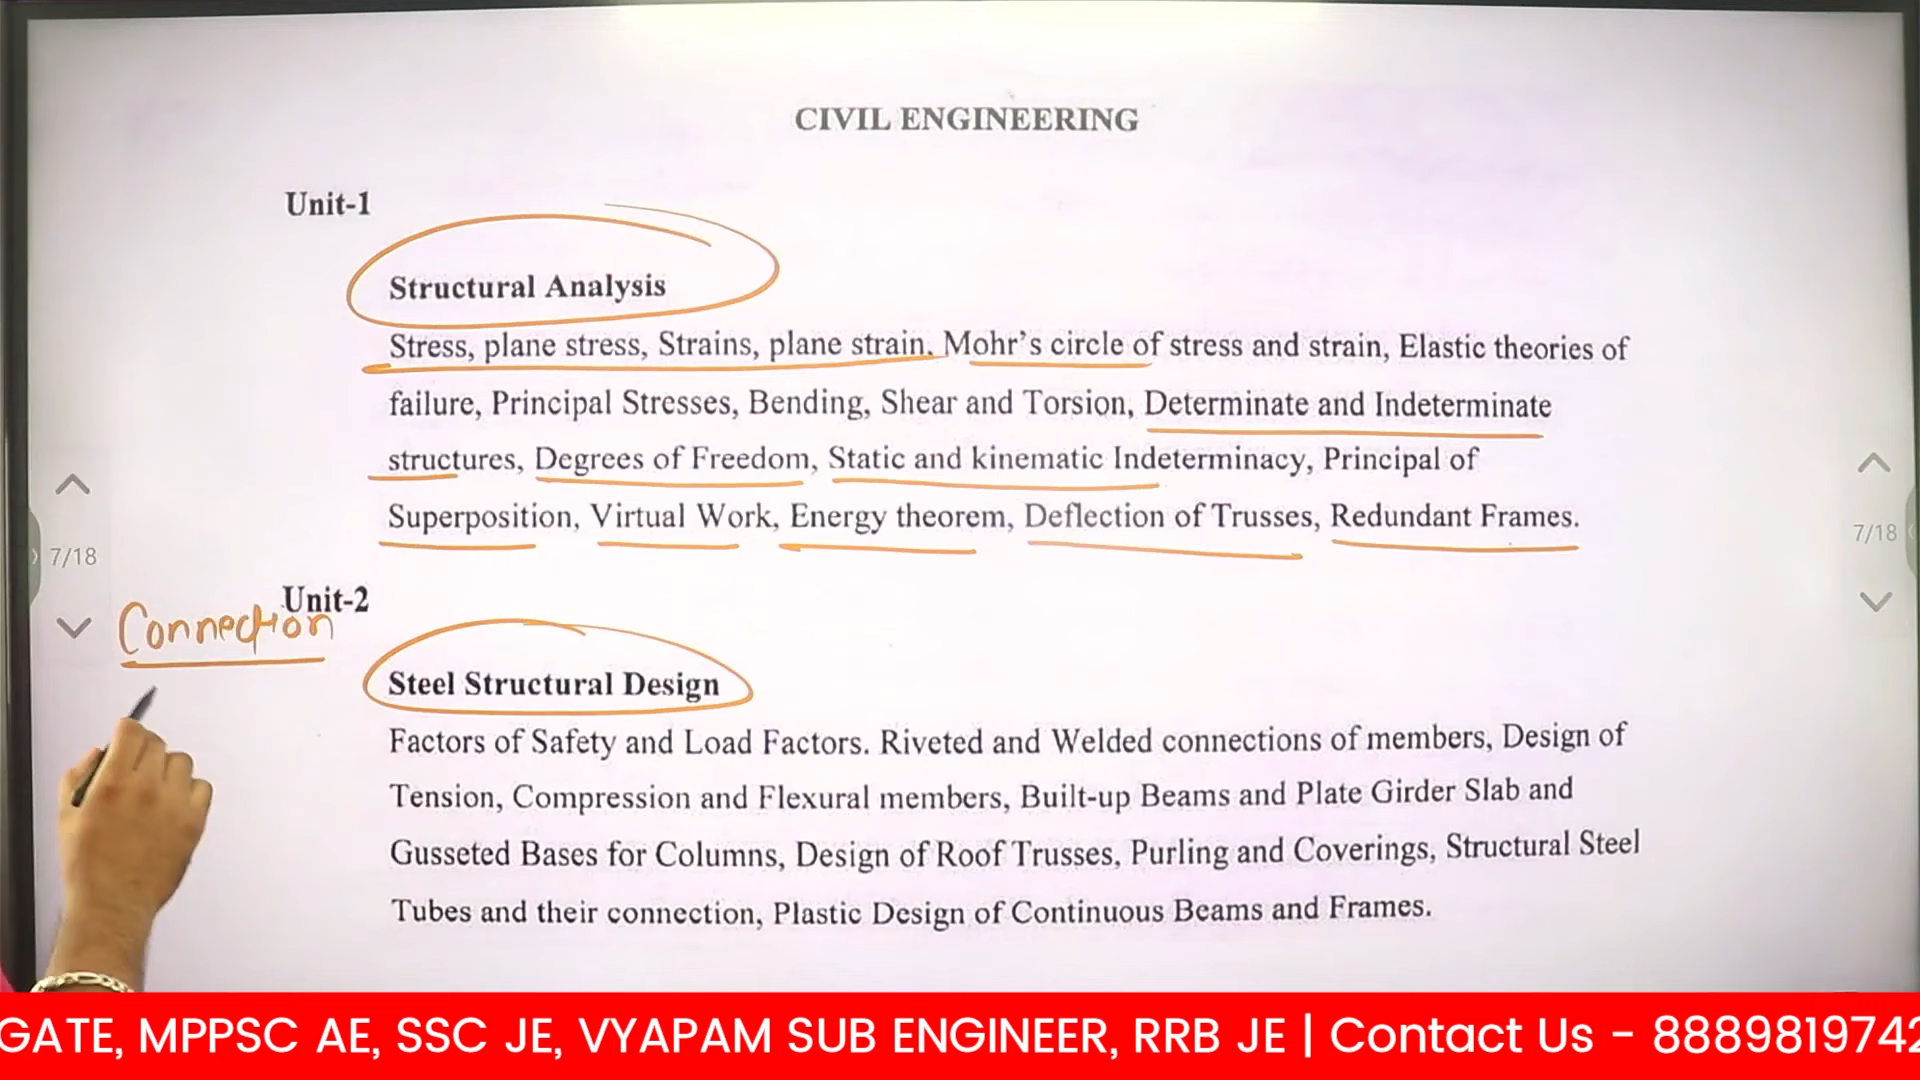 CIVIL ENGINEERING
Unit-1
Structural Analysis
Stress, plane stress, Strains, plane strain. Mohr's circle of stress and strain, Elastic theories of
failure, Principal Stresses, Bending, Shear and Torsion, Determinate and Indeterminate
structures, Degrees of Freedom, Static and kinematic Indeterminacy, Principal of
Superposition, Virtual Work, Energy theorem, Deflection of Trusses, Redundant Frames.
7/18
7/18
Unit-2
Connection
Steel Structural Design
Factors of Safety and Load Factors. Riveted and Welded connections of members, Design of
Tension, Compression and Flexural members, Built-up Beams and Plate Girder Slab and
Gusseted Bases for Columns, Design of Roof Trusses, Purling and Coverings, Structural Steel
Tubes and their connection, Plastic Design of Continuous Beams and Frames.
GATE, MPPSC AE, SSC JE, VYAPAM SUB ENGINEER, RRB JE | Contact Us - 8889819742